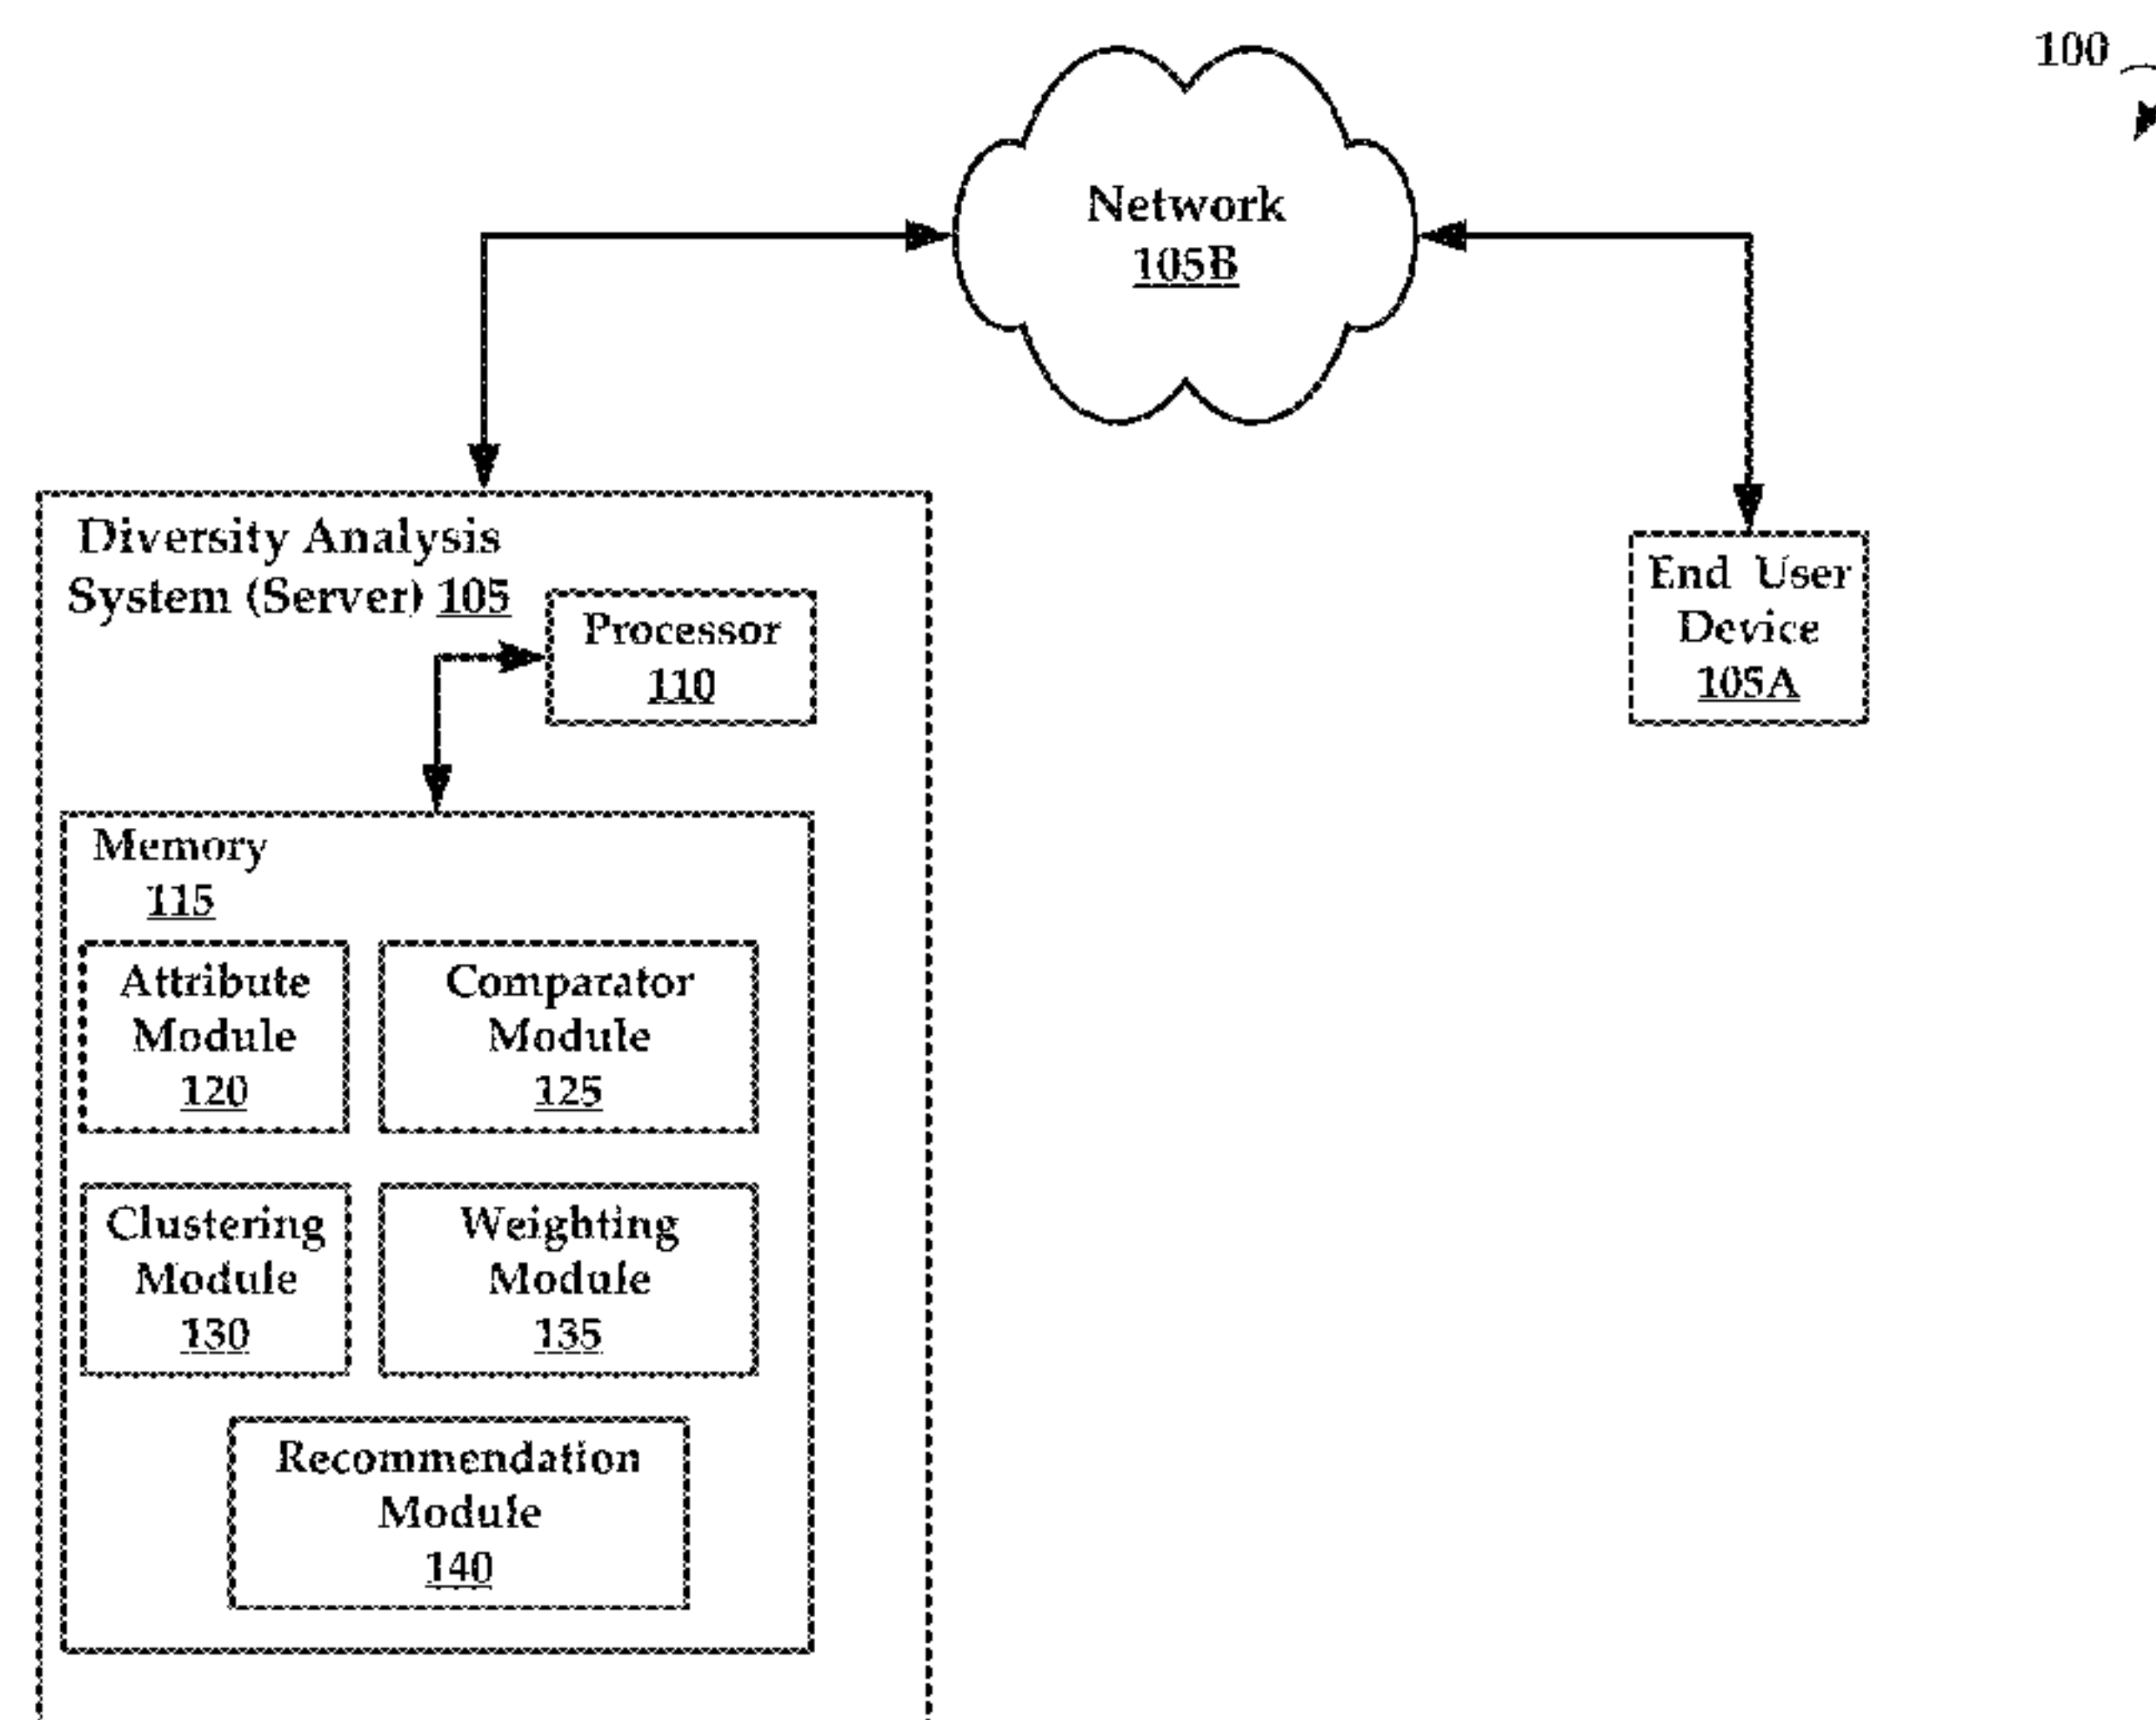 100
Network
105B
Diversity Analysis
System (Server) 105
Processor
110
End User
Device
105A
Memory
115
Attribute
Module
120
Comparator
Module
125
Clustering
Module
130
Weighting
Module
135
Recommendation
Module
140